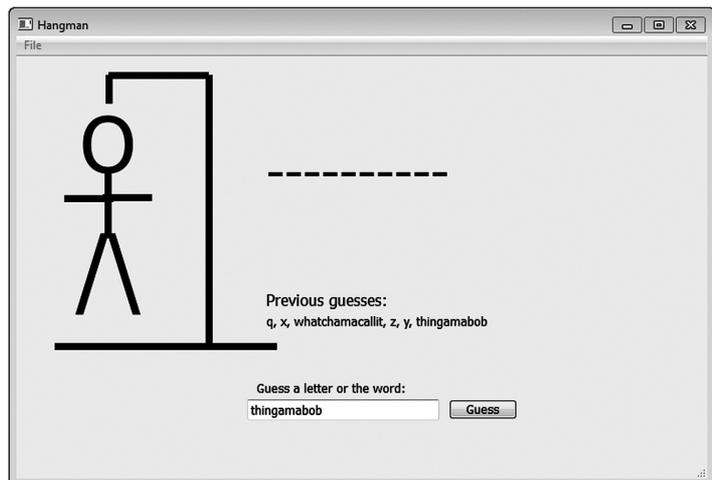 Hangman
File
Previous guesses:
q, x, whatchamacallit, z, y, thingamabob
Guess a letter or the word:
thingamabob
Guess